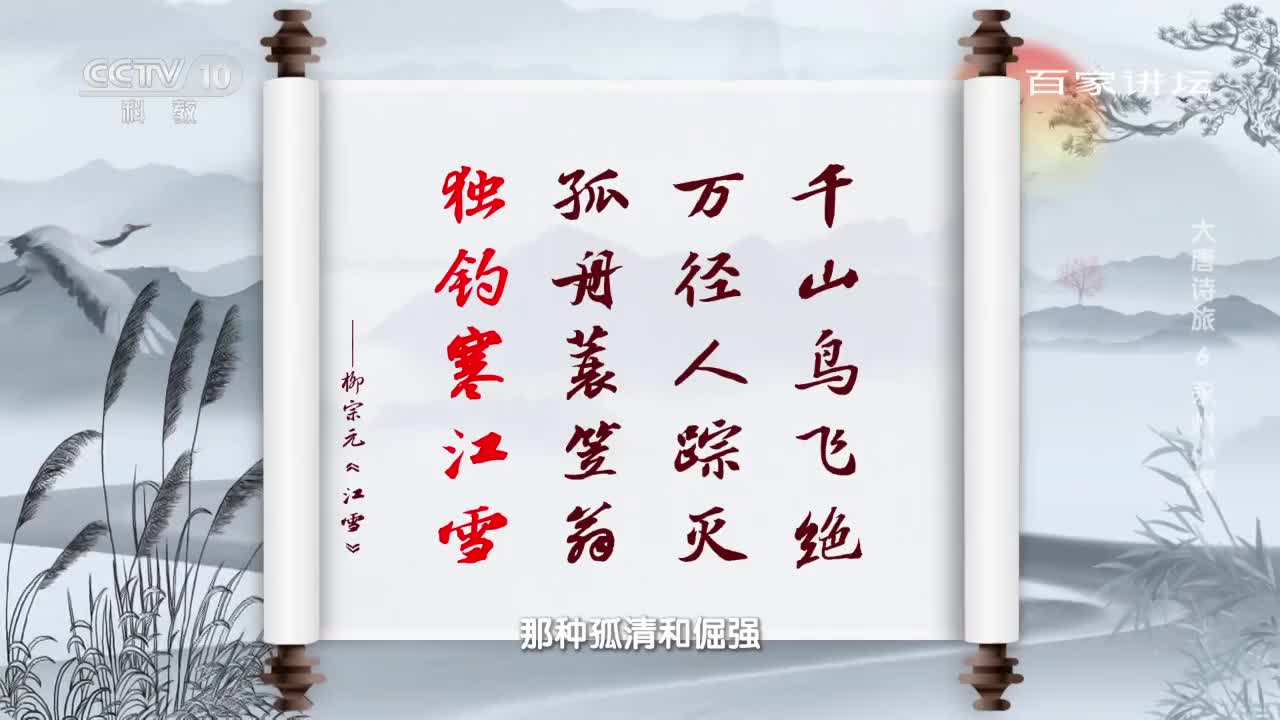 CCTV 10
科教
百家讲坛
千山鸟飞绝
万径人踪灭
孤舟蓑笠翁
独钓寒江雪
——柳宗元《江雪》
大唐诗旅 6
那种孤清和倔强